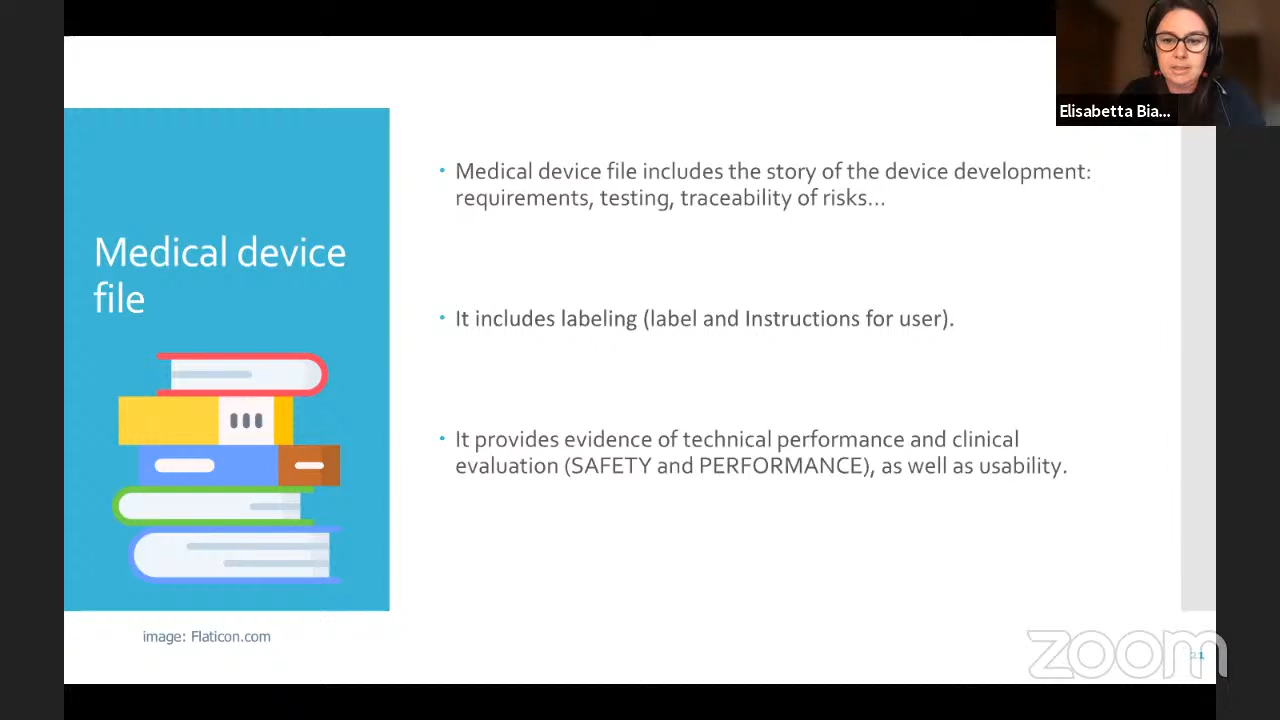 Elisabetta Bia...
Medical device file includes the story of the device development:
requirements, testing, traceability of risks...
Medical device
file
It includes labeling (label and Instructions for user).
It provides evidence of technical performance and clinical
evaluation (SAFETY and PERFORMANCE), as well as usability.
image: Flaticon.com
zoom
21